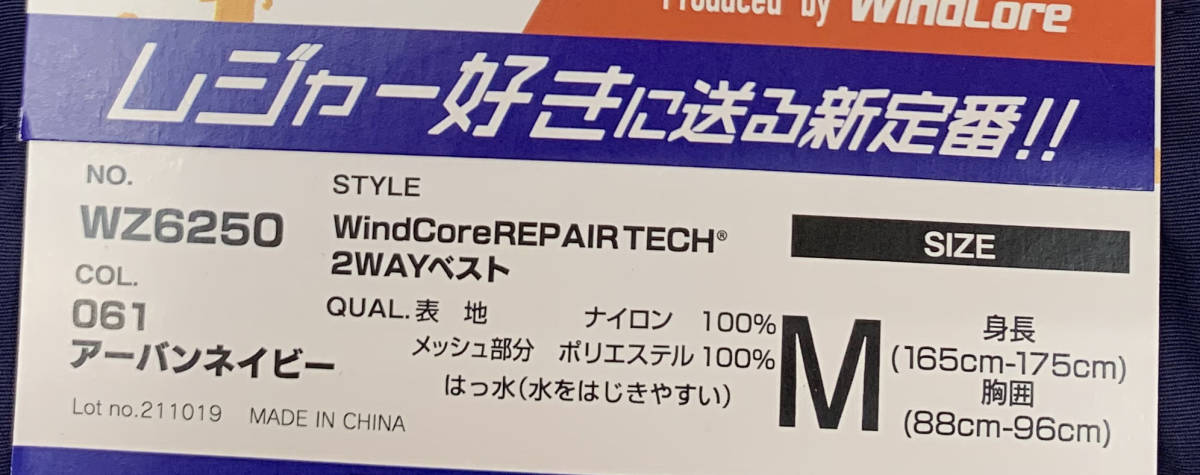 Produced by WindCore
レジャー好きに送る新定番!!
NO.
WZ6250
COL.
061
アーバンネイビー
Lot no.211019 MADE IN CHINA
STYLE
WindCoreREPAIR TECH®
2WAYベスト
QUAL.表 地 ナイロン 100%
メッシュ部分 ポリエステル 100%
はっ水(水をはじきやすい)
SIZE
M
身長
(165cm-175cm)
胸囲
(88cm-96cm)